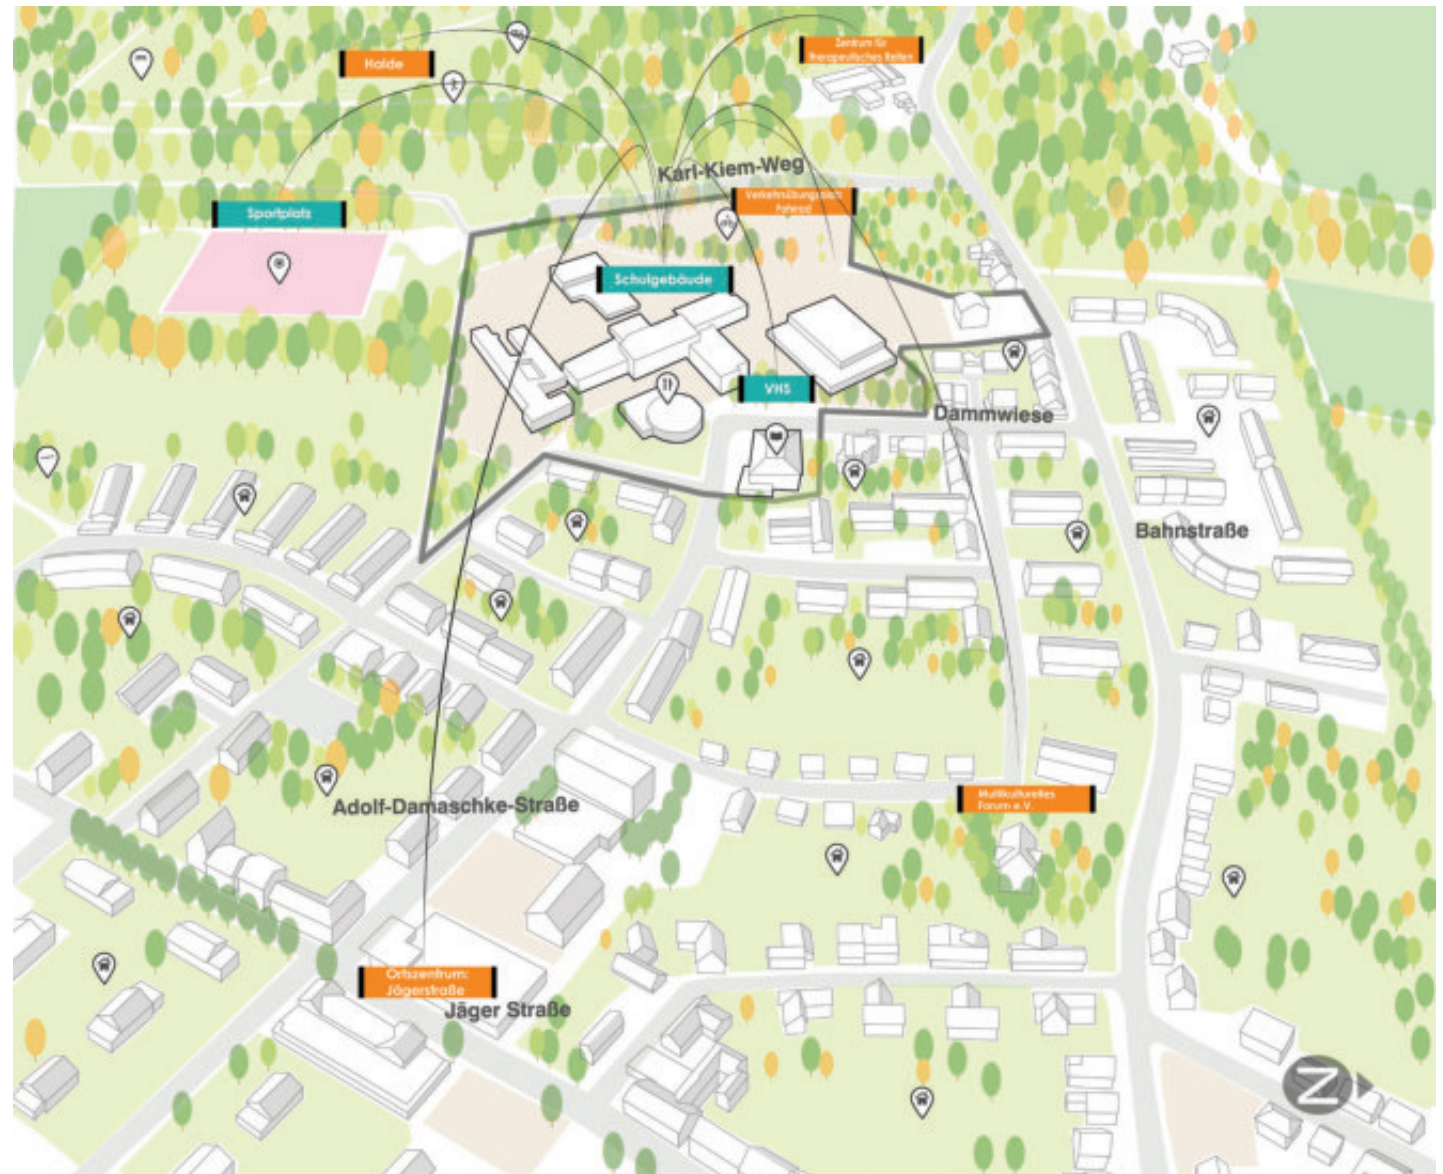 Halde
Zentrum für
therapeutisches Reiten
Karl-Kiem-Weg
Verkehrsübungsplatz
Fahrrad
Sportplatz
Schulgebäude
VHS
Dammwiese
Bahnstraße
Multikulturelles
Forum e.V.
Adolf-Damaschke-Straße
Ortszentrum:
Jägerstraße
Jäger Straße
N